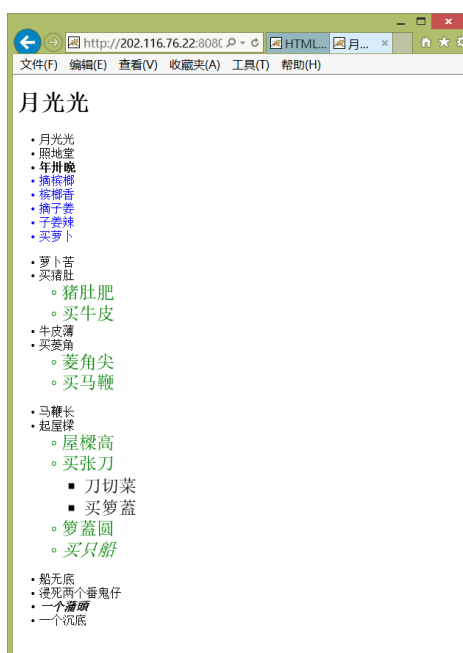 http://202.116.76.22:808
HTML...
月...
文件(F) 编辑(E) 查看(V) 收藏夹(A) 工具(T) 帮助(H)
月光光
月光光
照地堂
年卅晚
摘槟榔
槟榔香
摘子姜
子姜辣
买萝卜
萝卜苦
买猪肚
猪肚肥
买牛皮
牛皮薄
买菱角
菱角尖
买马鞭
马鞭长
起屋樑
屋樑高
买张刀
刀切菜
买箩蓋
箩蓋圆
买只船
船无底
浸死两个番鬼仔
一个蒲頭
一个沉底